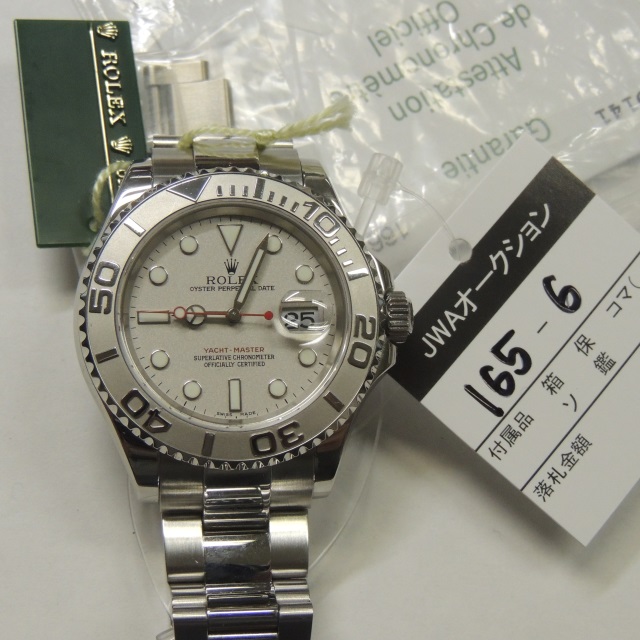 ROLEX
ROLEX
OYSTER PERPETUAL DATE
YACHT-MASTER
SUPERLATIVE CHRONOMETER
OFFICIALLY CERTIFIED
SWISS MADE
25
10
20
30
40
50
Garantie
Attestation
Officiel
JWAオークション
165-6
付属品 箱 保 コマ(
ソ 鑑
落札金額